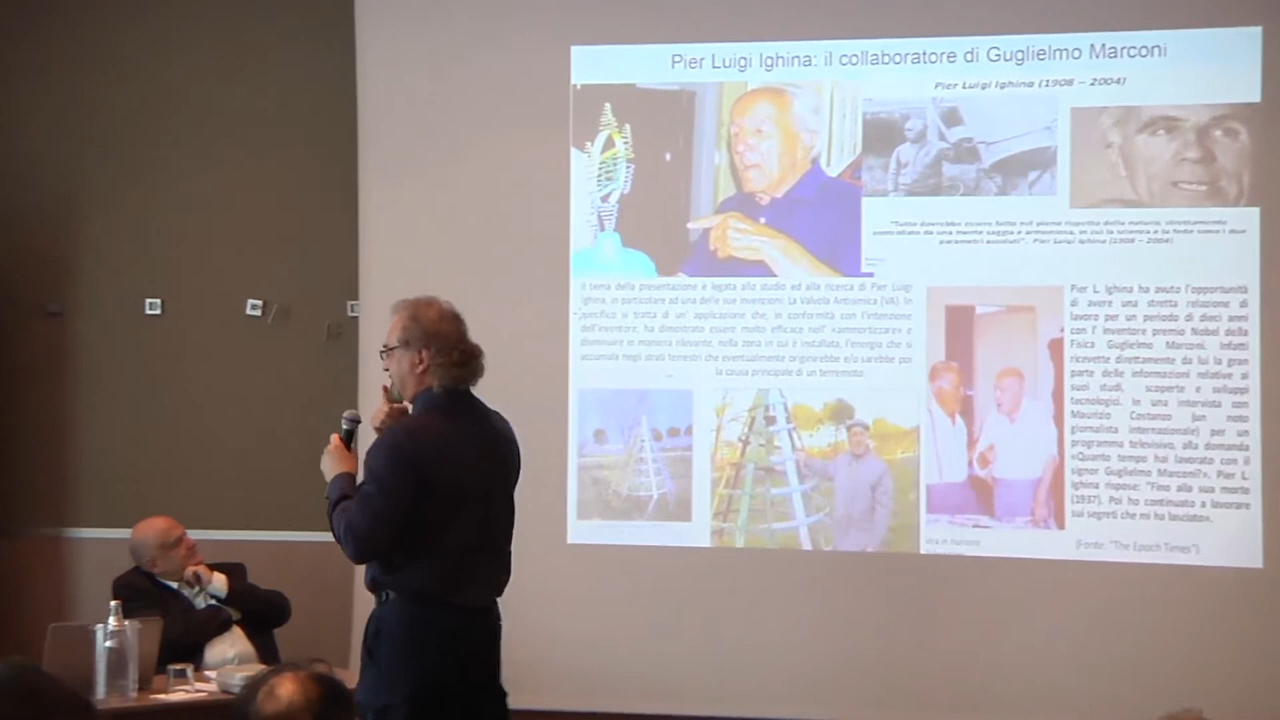 Pier Luigi Ighina: il collaboratore di Guglielmo Marconi
Pier Luigi Ighina (1908 – 2004)
"Tutto dovrebbe essere fatto nel pieno rispetto della natura, strettamente
controllato da una mente saggia e armoniosa, in cui la scienza e la fede sono i due
parametri assoluti". Pier Luigi Ighina (1908 – 2004)
Il tema della presentazione è legata allo studio ed alla ricerca di Pier Luigi
Ighina, in particolare ad una delle sue invenzioni: La Valvola Antisimica (VA). In
specifico si tratta di un' applicazione che, in conformità con l'intenzione
dell'inventore, ha dimostrato essere molto efficace nell' «ammortizzare» e
diminuire in maniera rilevante, nella zona in cui è installata, l'energia che si
accumula negli strati terrestri che eventualmente originerebbe e/o sarebbe poi
la causa principale di un terremoto.
Pier L. Ighina ha avuto l'opportunità
di avere una stretta relazione di
lavoro per un periodo di dieci anni
con l' inventore premio Nobel della
Fisica Guglielmo Marconi. Infatti
ricevette direttamente da lui la gran
parte delle informazioni relative ai
suoi studi, scoperte e sviluppi
tecnologici. In una intervista con
Maurizio Costanzo (un noto
giornalista internazionale) per un
programma televisivo, alla domanda
«Quanto tempo hai lavorato con il
signor Guglielmo Marconi?». Pier L.
Ighina rispose: "Fino alla sua morte
(1937). Poi ho continuato a lavorare
sui segreti che mi ha lasciato».
(Fonte: "The Epoch Times")